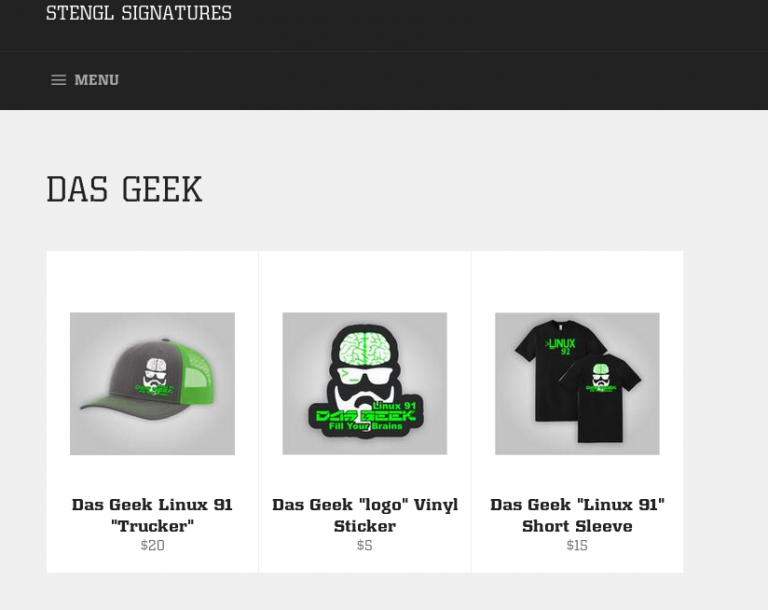 STENGL SIGNATURES
MENU
DAS GEEK
Linux 91
DAS GEEK
Fill Your Brains
>LINUX
91
Das Geek Linux 91
"Trucker"
$20
Das Geek "logo" Vinyl
Sticker
$5
Das Geek "Linux 91"
Short Sleeve
$15